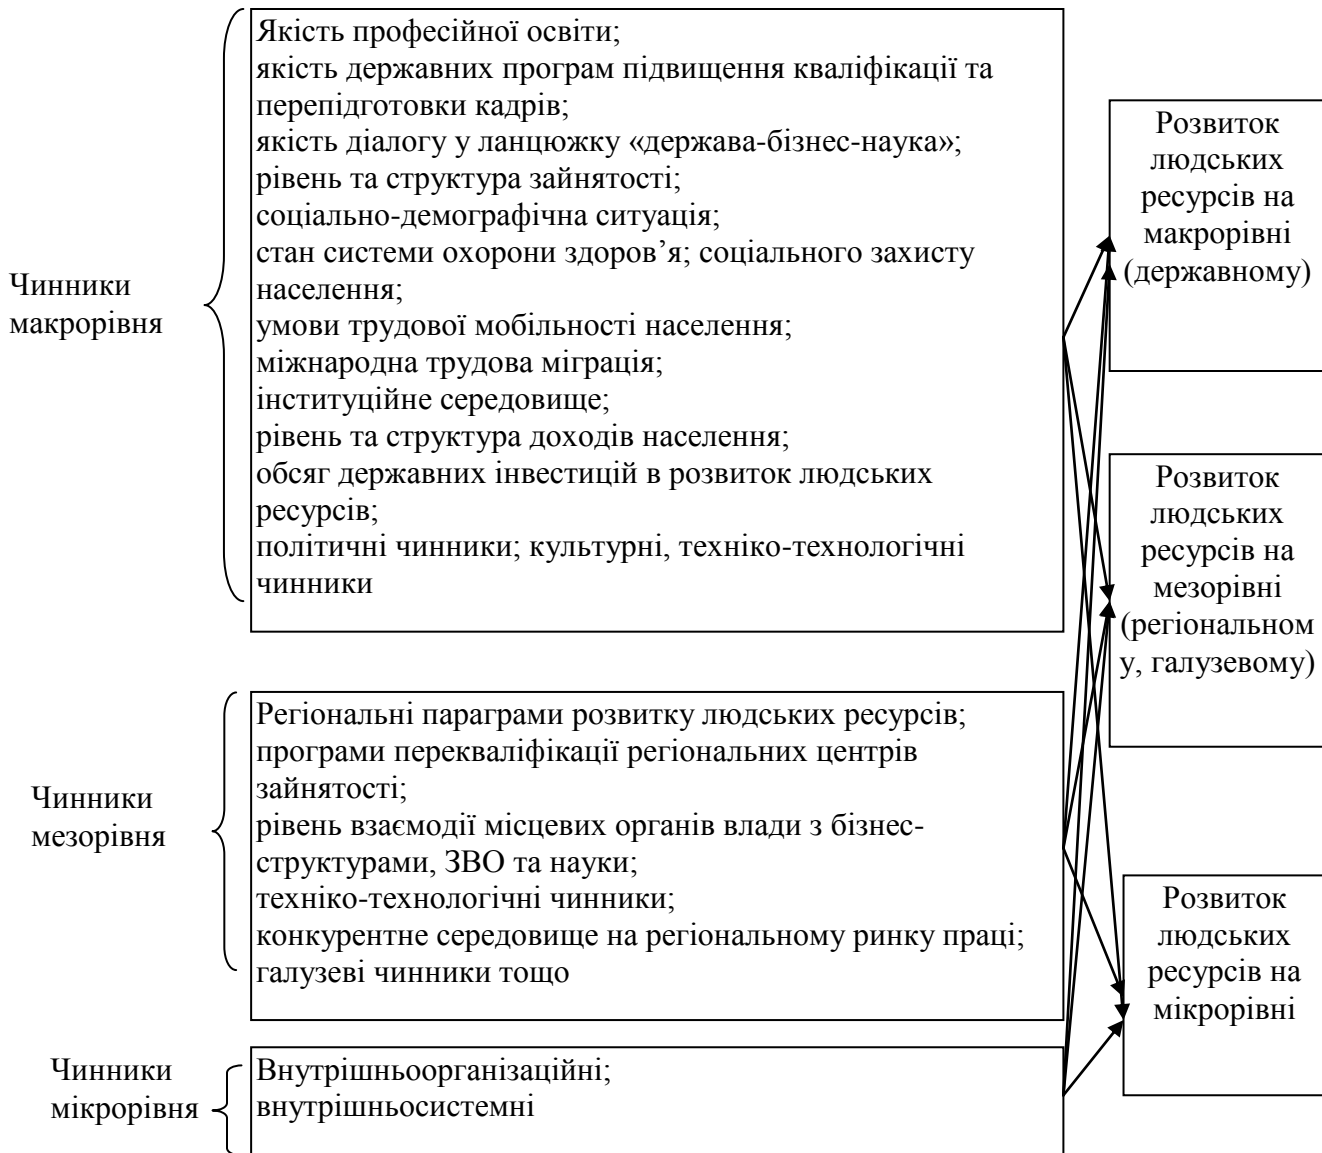 Чинники
макрорівня
Якість професійної освіти;
якість державних програм підвищення кваліфікації та
перепідготовки кадрів;
якість діалогу у ланцюжку «держава-бізнес-наука»;
рівень та структура зайнятості;
соціально-демографічна ситуація;
стан системи охорони здоров’я; соціального захисту
населення;
умови трудової мобільності населення;
міжнародна трудова міграція;
інституційне середовище;
рівень та структура доходів населення;
обсяг державних інвестицій в розвиток людських
ресурсів;
політичні чинники; культурні, техніко-технологічні
чинники
Чинники
мезорівня
Регіональні параграми розвитку людських ресурсів;
програми перекваліфікації регіональних центрів
зайнятості;
рівень взаємодії місцевих органів влади з бізнес-
структурами, ЗВО та науки;
техніко-технологічні чинники;
конкурентне середовище на регіональному ринку праці;
галузеві чинники тощо
Чинники
мікрорівня
Внутрішньоорганізаційні;
внутрішньосистемні
Розвиток
людських
ресурсів на
макрорівні
(державному)
Розвиток
людських
ресурсів на
мезорівні
(регіональном
у, галузевому)
Розвиток
людських
ресурсів на
мікрорівні